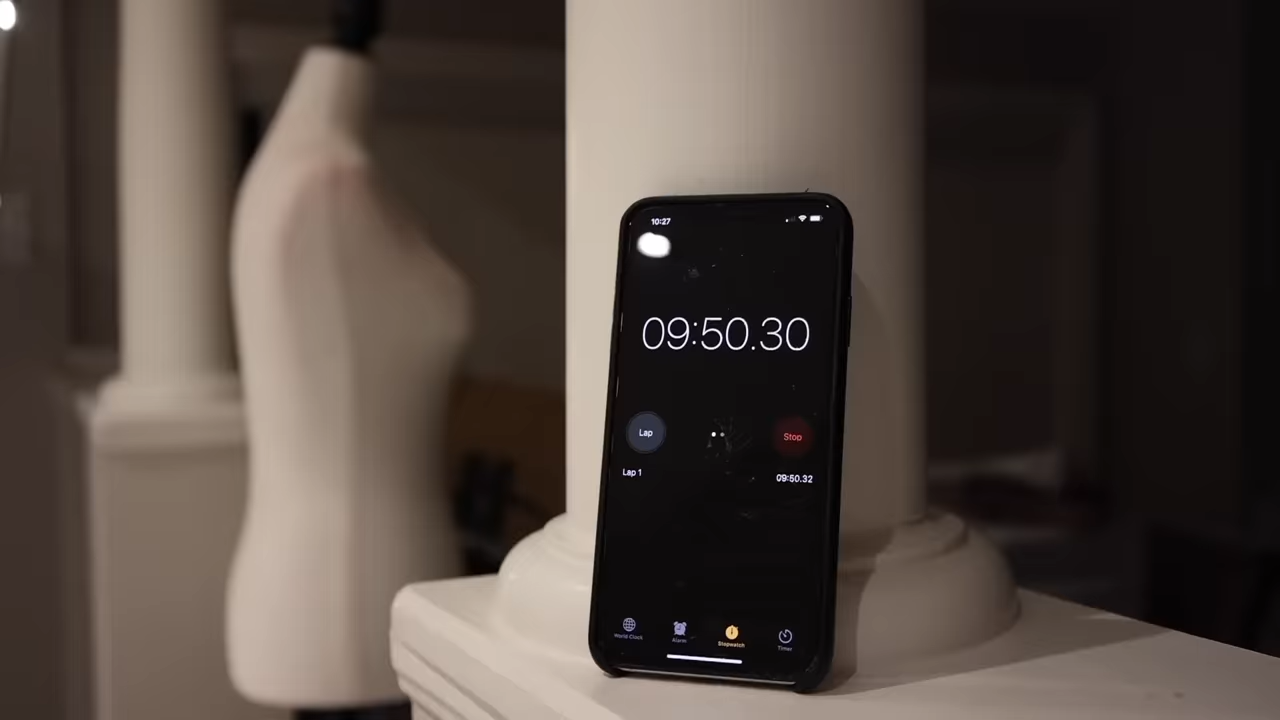 10:27
09:50.30
Lap
Stop
Lap 1
09:50.32
World Clock
Alarm
Stopwatch
Timer